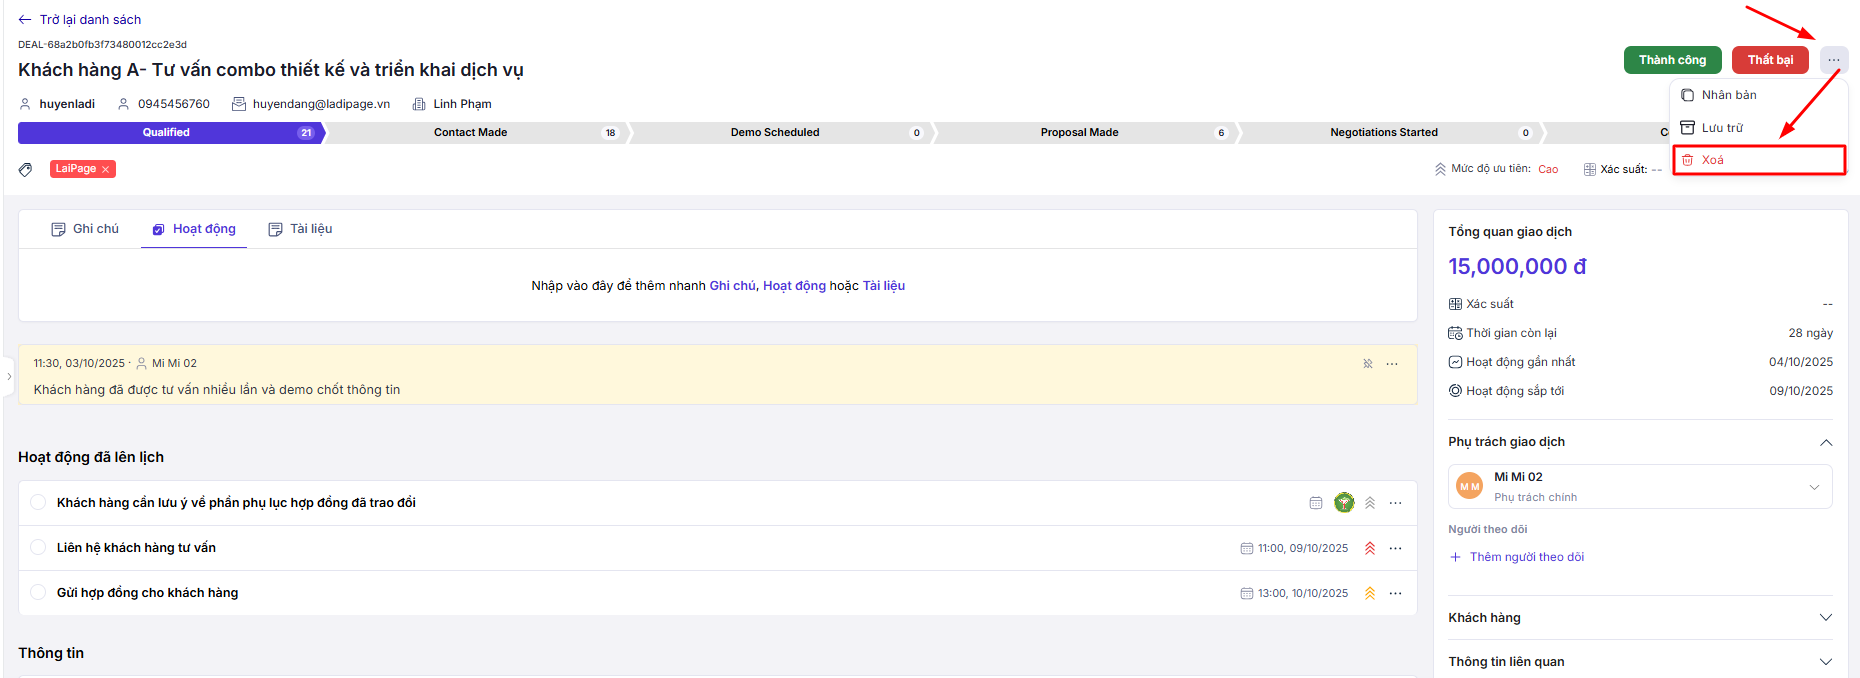 Trở lại danh sách
DEAL-68a2b0fb3f73480012cc2e3d
Khách hàng A- Tư vấn combo thiết kế và triển khai dịch vụ
Thành công
Thất bại
huyenladi
0945456760
huyendang@ladipage.vn
Linh Phạm
Nhân bản
Lưu trữ
Xoá
Qualified 21
Contact Made 18
Demo Scheduled 0
Proposal Made 6
Negotiations Started 0
LaiPage
Mức độ ưu tiên: Cao
Xác suất: --
Ghi chú
Hoạt động
Tài liệu
Nhập vào đây để thêm nhanh Ghi chú, Hoạt động hoặc Tài liệu
11:30, 03/10/2025 · Mi Mi 02
Khách hàng đã được tư vấn nhiều lần và demo chốt thông tin
Hoạt động đã lên lịch
Khách hàng cần lưu ý về phần phụ lục hợp đồng đã trao đổi
Liên hệ khách hàng tư vấn
11:00, 09/10/2025
Gửi hợp đồng cho khách hàng
13:00, 10/10/2025
Thông tin
Tổng quan giao dịch
15,000,000 đ
Xác suất --
Thời gian còn lại 28 ngày
Hoạt động gần nhất 04/10/2025
Hoạt động sắp tới 09/10/2025
Phụ trách giao dịch
M M
Mi Mi 02
Phụ trách chính
Người theo dõi
Thêm người theo dõi
Khách hàng
Thông tin liên quan